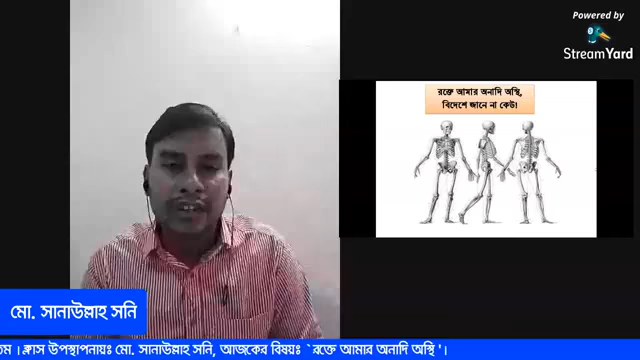 Powered by
StreamYard
রক্তে আমার অনাদি অস্থি,
বিদেশে জানে না কেউ!
মো. সানাউল্লাহ সনি
তম । ক্লাস উপস্থাপনায়ঃ মো. সানাউল্লাহ সনি, আজকের বিষয়ঃ `রক্তে আমার অনাদি অস্থি '।